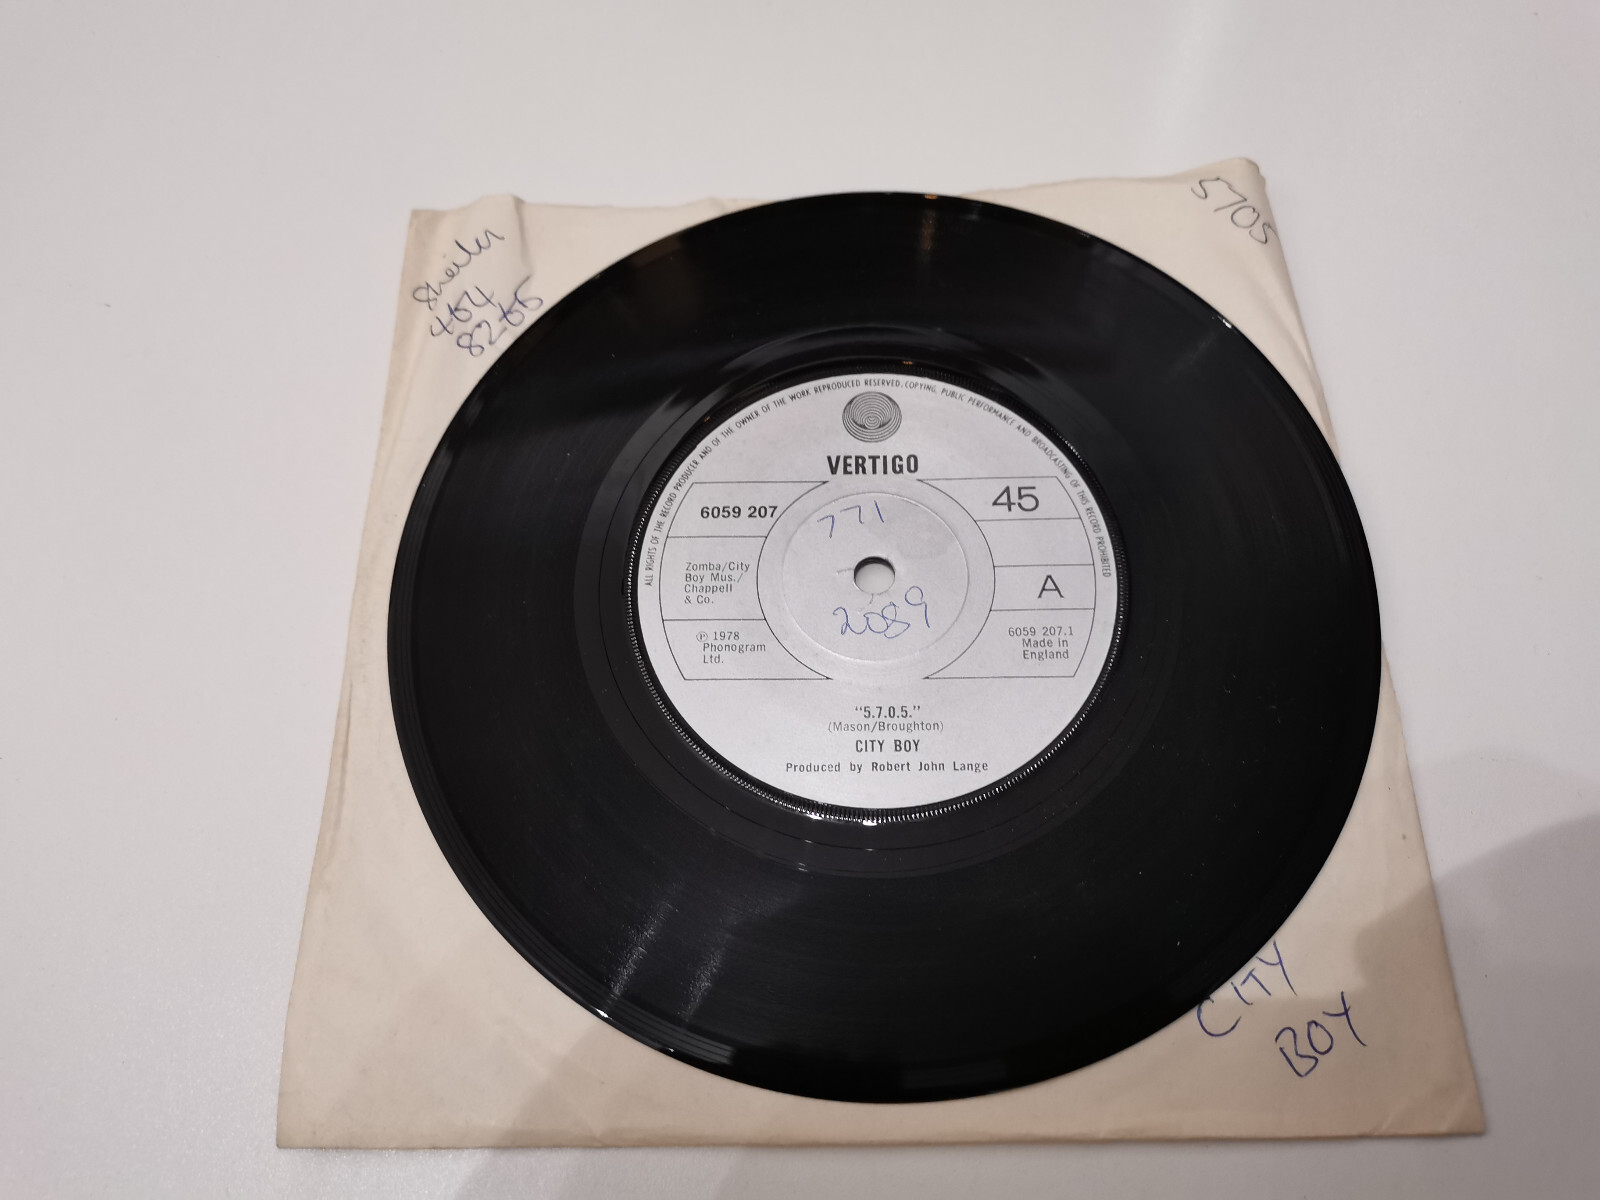 5705
Sheila
464
8266
ALL RIGHTS OF THE RECORD PRODUCER AND OF THE OWNER OF THE WORK REPRODUCED RESERVED. COPYING, PUBLIC PERFORMANCE AND BROADCASTING OF THIS RECORD PROHIBITED
VERTIGO
6059 207
45
771
Zomba/City
Boy Mus./
Chappell
& Co.
A
2089
℗ 1978
Phonogram
Ltd.
6059 207.1
Made in
England
"5.7.0.5."
(Mason/Broughton)
CITY BOY
Produced by Robert John Lange
CITY
BOY